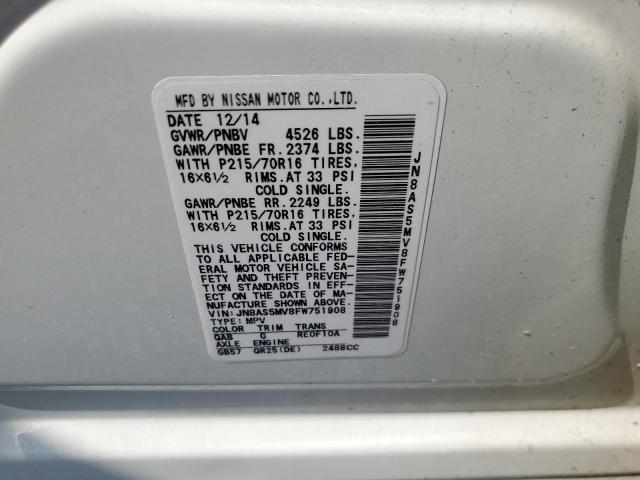 MFD BY NISSAN MOTOR CO.,LTD.
DATE 12/14
GVWR/PNBV 4526 LBS.
GAWR/PNBE FR. 2374 LBS.
WITH P215/70R16 TIRES,
16×6½ RIMS.AT 33 PSI
COLD SINGLE.
GAWR/PNBE RR. 2249 LBS.
WITH P215/70R16 TIRES,
16×6½ RIMS.AT 33 PSI
COLD SINGLE.
THIS VEHICLE CONFORMS
TO ALL APPLICABLE FED-
ERAL MOTOR VEHICLE SA-
FETY AND THEFT PREVEN-
TION STANDARDS IN EFF-
ECT ON THE DATE OF MA-
NUFACTURE SHOWN ABOVE.
VIN: JN8AS5MV8FW751908
TYPE: MPV
COLOR TRIM TRANS
QAB G RE0F10A
AXLE ENGINE
GB57 QR25(DE) 2488CC
JN8AS5MV8FW751908